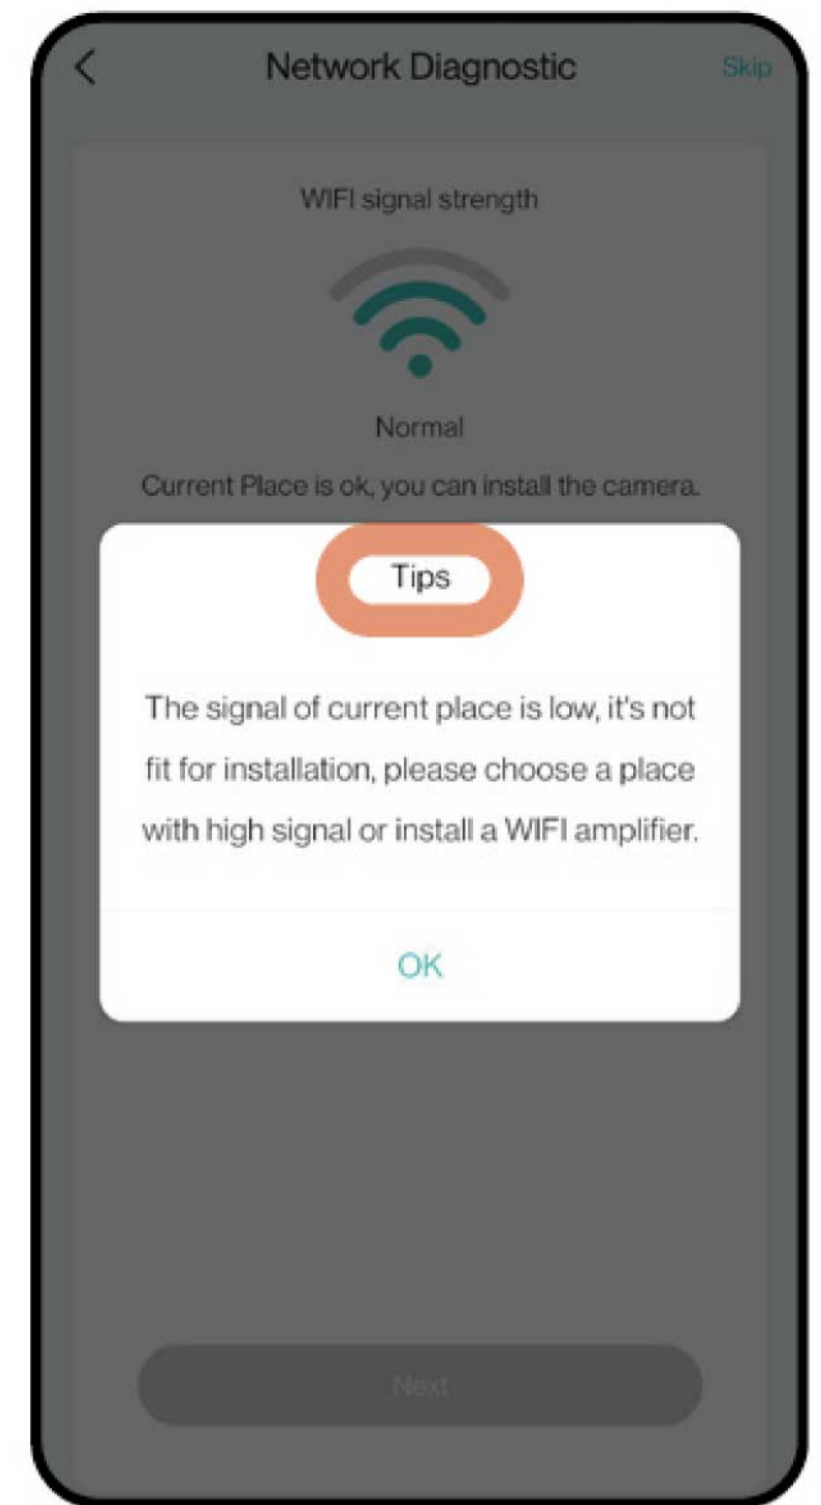 Network Diagnostic Skip
WIFI signal strength
Normal
Current Place is ok, you can install the camera.
Tips
The signal of current place is low, it's not
fit for installation, please choose a place
with high signal or install a WIFI amplifier.
OK
Next